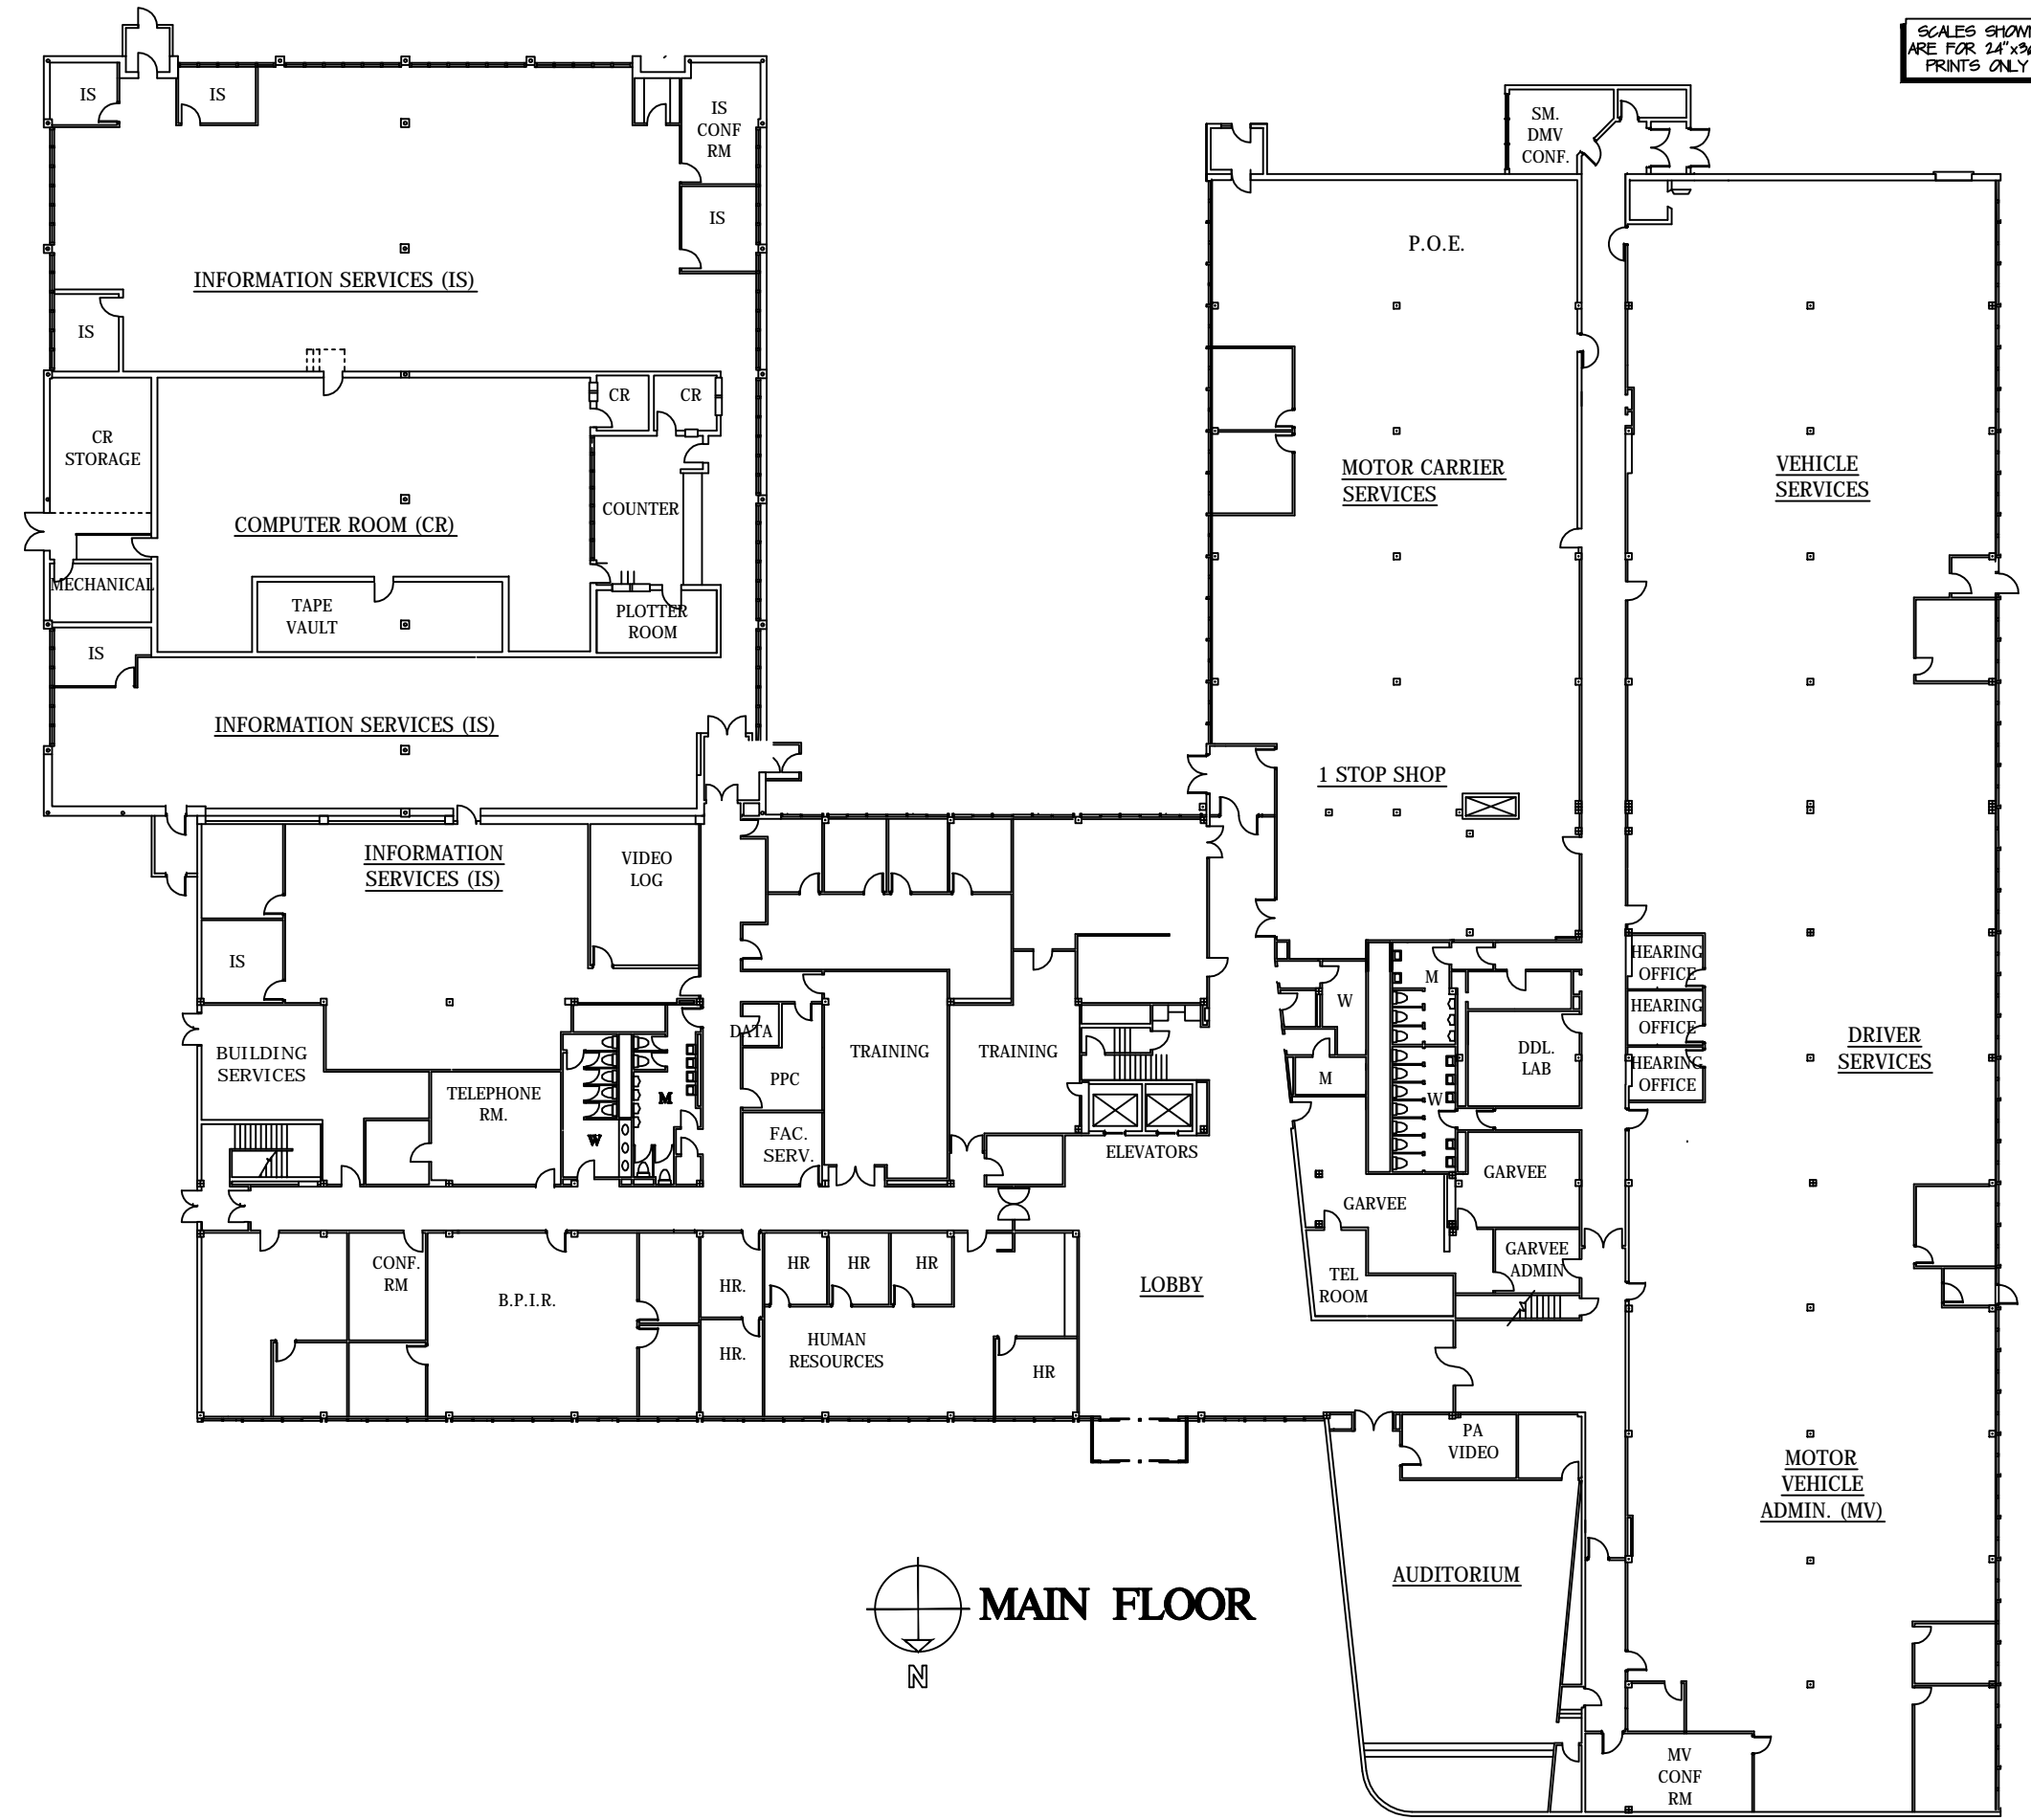 SCALES SHOWN
ARE FOR 24"x36
PRINTS ONLY
IS
IS
IS
CONF
RM
IS
INFORMATION SERVICES (IS)
IS
CR
STORAGE
CR
CR
COUNTER
COMPUTER ROOM (CR)
MECHANICAL
TAPE
VAULT
PLOTTER
ROOM
IS
INFORMATION SERVICES (IS)
SM.
DMV
CONF.
P.O.E.
MOTOR CARRIER
SERVICES
VEHICLE
SERVICES
1 STOP SHOP
INFORMATION
SERVICES (IS)
VIDEO
LOG
IS
BUILDING
SERVICES
TELEPHONE
RM.
M
W
DATA
PPC
FAC.
SERV.
TRAINING
TRAINING
ELEVATORS
W
M
M
W
DDL.
LAB
HEARING
OFFICE
HEARING
OFFICE
HEARING
OFFICE
DRIVER
SERVICES
GARVEE
GARVEE
GARVEE
ADMIN
TEL
ROOM
CONF.
RM
B.P.I.R.
HR.
HR.
HR
HR
HR
HUMAN
RESOURCES
HR
LOBBY
PA
VIDEO
AUDITORIUM
MOTOR
VEHICLE
ADMIN. (MV)
MV
CONF
RM
MAIN FLOOR
N